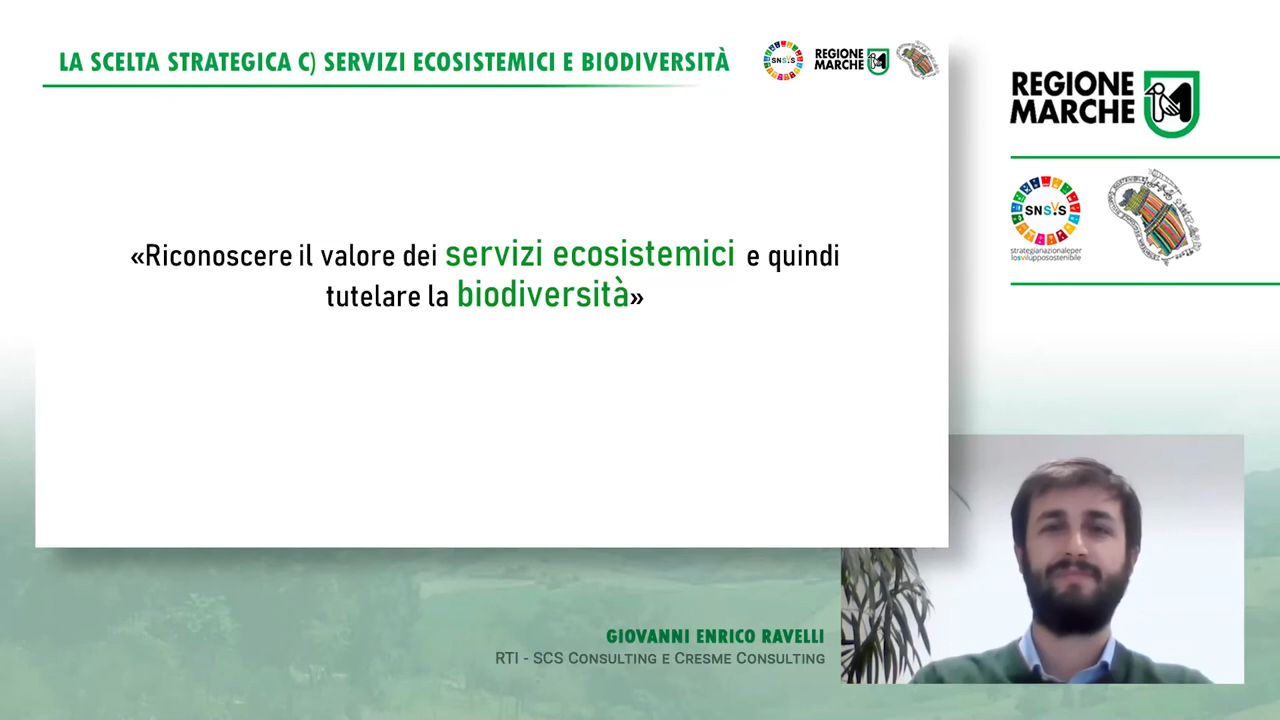 LA SCELTA STRATEGICA C) SERVIZI ECOSISTEMICI E BIODIVERSITÀ
SNSVS
REGIONE
MARCHE
REGIONE
MARCHE
SNSVS
strategianazionaleper
losvilupposostenibile
«Riconoscere il valore dei servizi ecosistemici e quindi
tutelare la biodiversità»
GIOVANNI ENRICO RAVELLI
RTI - SCS CONSULTING E CRESME CONSULTING